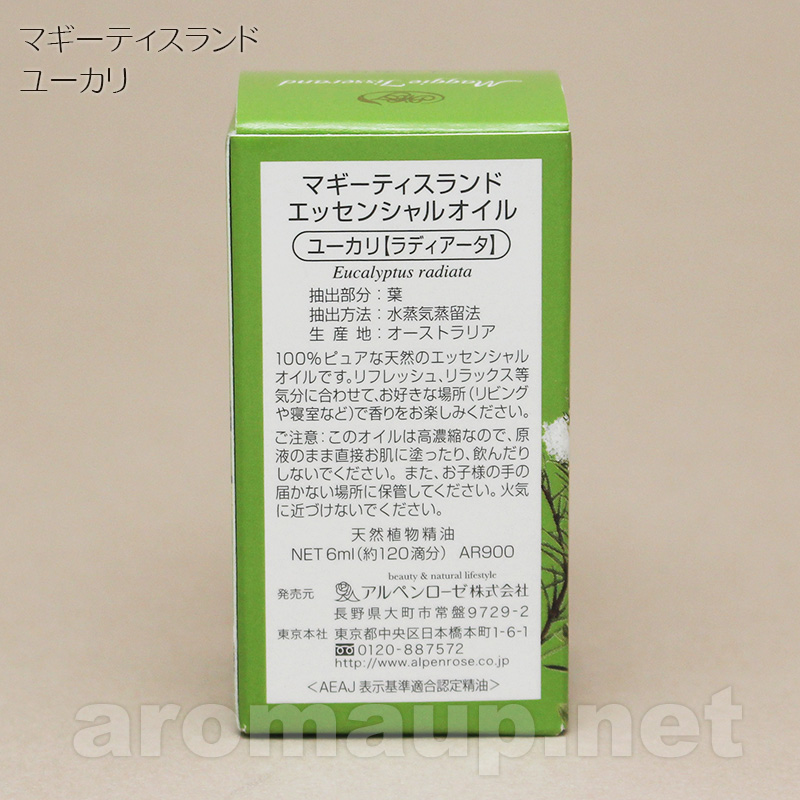 マギーティスランド
ユーカリ
Maggie Tisserand
マギーティスランド
エッセンシャルオイル
ユーカリ【ラディアータ】
Eucalyptus radiata
抽出部分：葉
抽出方法：水蒸気蒸留法
生産地：オーストラリア
100%ピュアな天然のエッセンシャル
オイルです。リフレッシュ、リラックス等
気分に合わせて、お好きな場所（リビング
や寝室など）で香りをお楽しみください。
ご注意：このオイルは高濃縮なので、原
液のまま直接お肌に塗ったり、飲んだり
しないでください。また、お子様の手の
届かない場所に保管してください。火気
に近づけないでください。
天然植物精油
NET 6ml（約120滴分） AR900
beauty & natural lifestyle
発売元 アルペンローゼ株式会社
長野県大町市常盤9729-2
東京本社 東京都中央区日本橋本町1-6-1
0120-887572
http://www.alpenrose.co.jp
〈AEAJ表示基準適合認定精油〉
aromaup.net